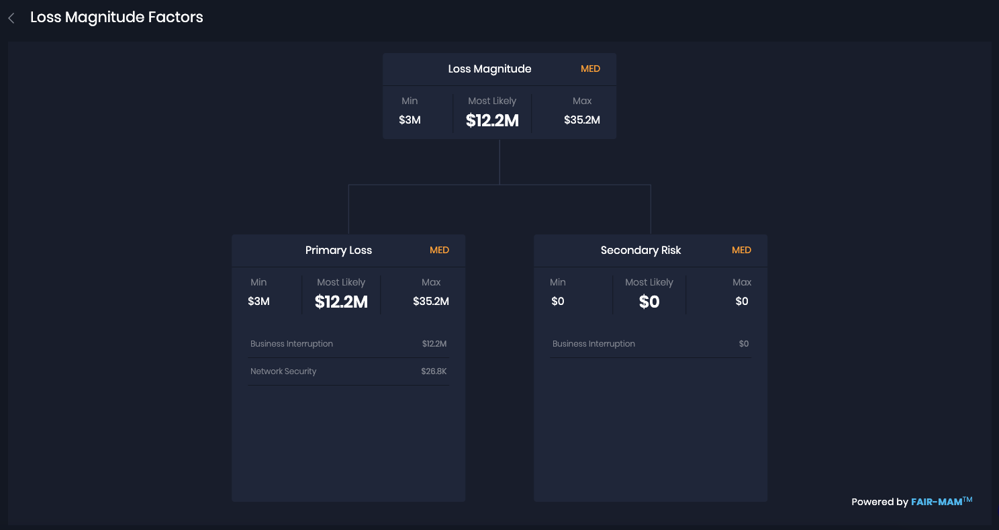 Loss Magnitude Factors
Loss Magnitude MED
Min Most Likely Max
$3M $12.2M $35.2M
Primary Loss MED
Min Most Likely Max
$3M $12.2M $35.2M
Business Interruption $12.2M
Network Security $26.8K
Secondary Risk MED
Min Most Likely Max
$0 $0 $0
Business Interruption $0
Powered by FAIR-MAM™